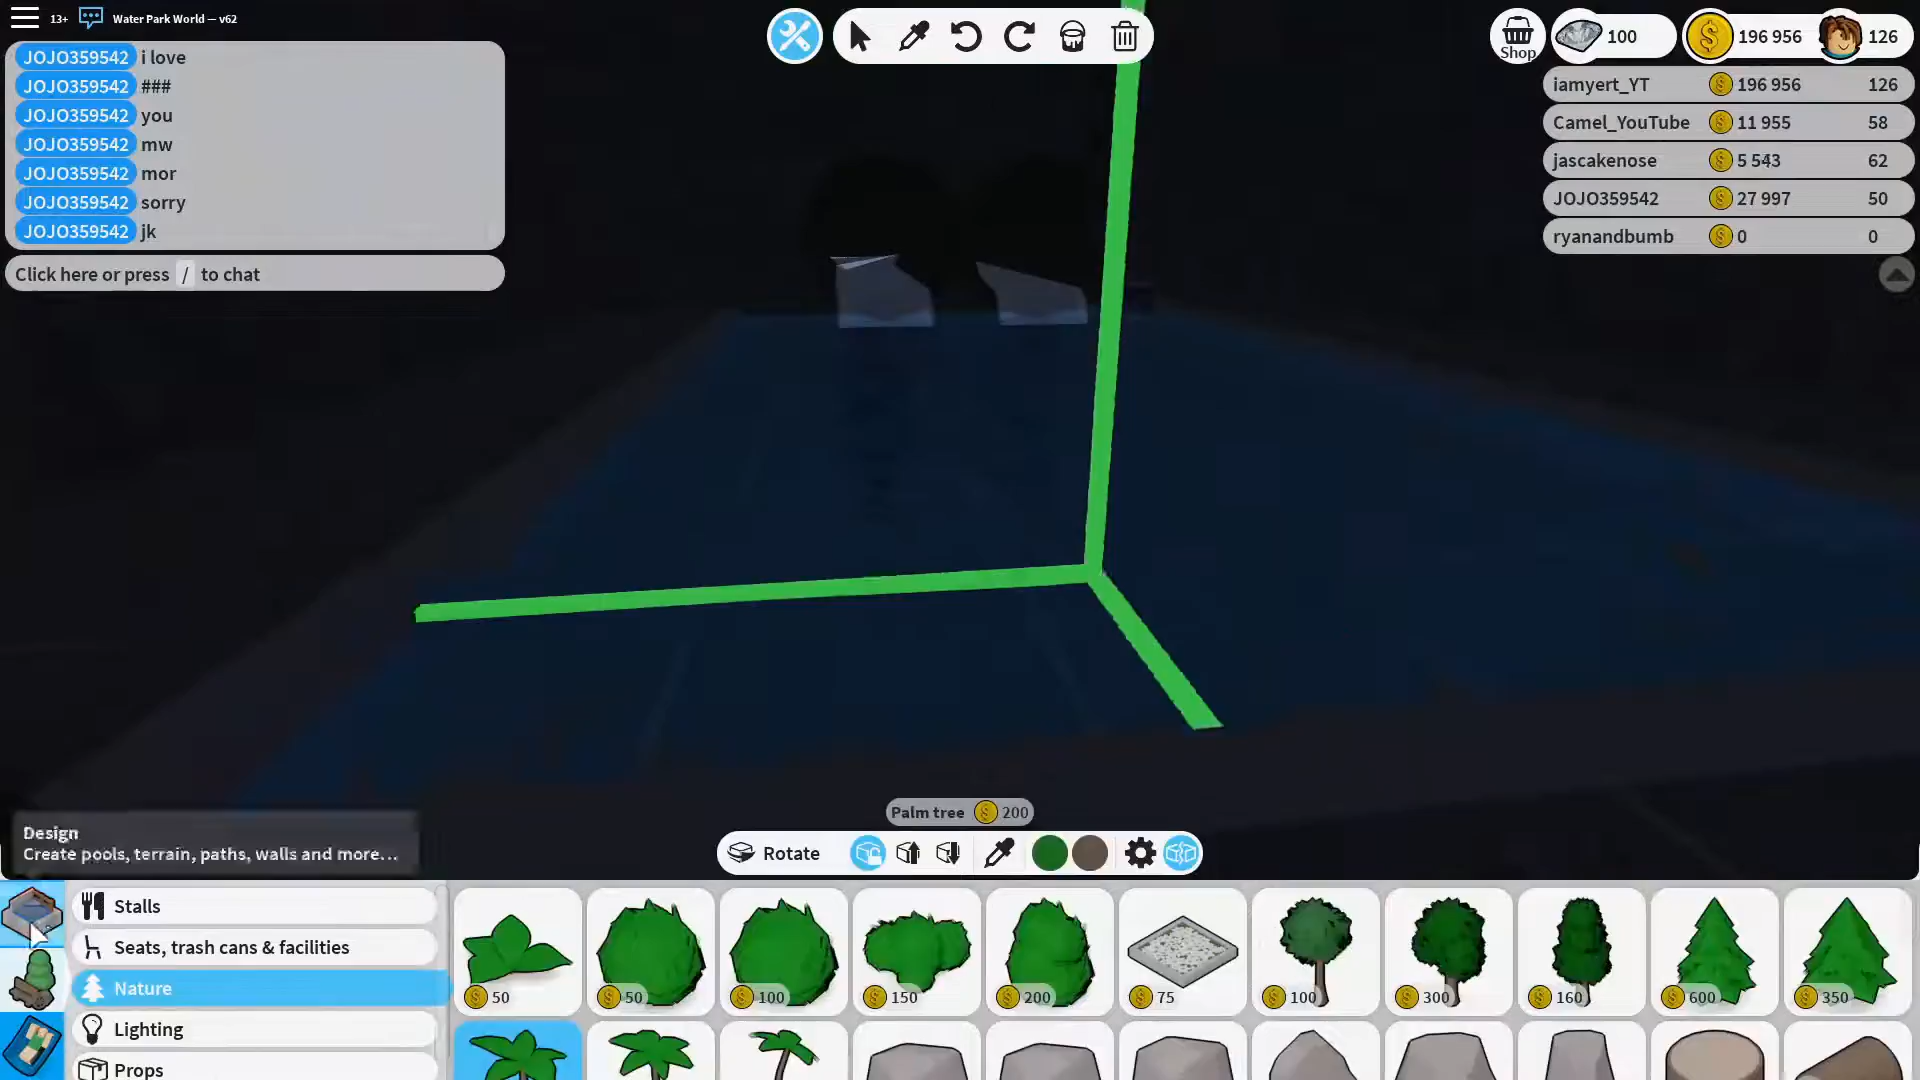 13+
Water Park World — v62
JOJO359542 i love
JOJO359542 ###
JOJO359542 you
JOJO359542 mw
JOJO359542 mor
JOJO359542 sorry
JOJO359542 jk
Click here or press / to chat
Shop
100
196 956
126
iamyert_YT 196 956 126
Camel_YouTube 11 955 58
jascakenose 5 543 62
JOJO359542 27 997 50
ryanandbumb 0 0
Palm tree 200
Rotate
Design
Create pools, terrain, paths, walls and more...
Stalls
Seats, trash cans & facilities
Nature
Lighting
Props
50
50
100
150
200
75
100
300
160
600
350